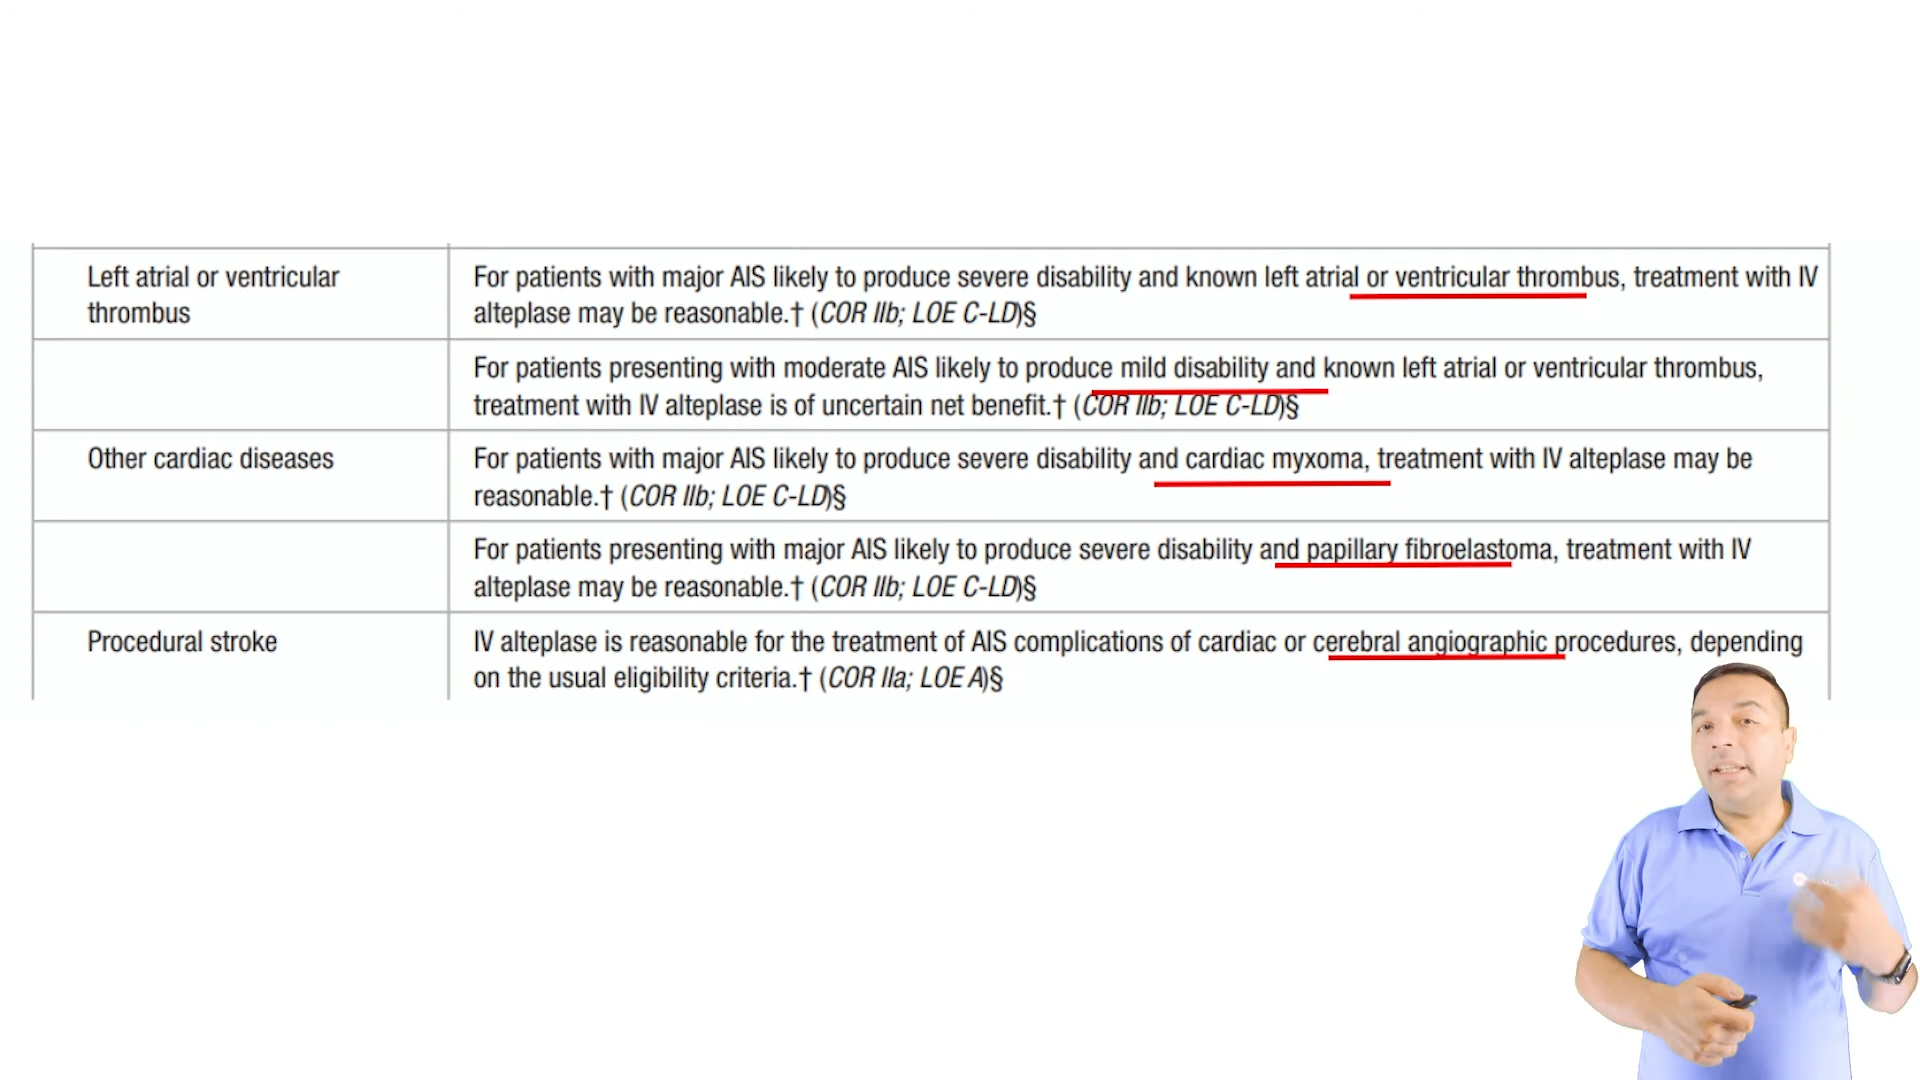 Left atrial or ventricular
thrombus
For patients with major AIS likely to produce severe disability and known left atrial or ventricular thrombus, treatment with IV
alteplase may be reasonable.† (COR IIb; LOE C-LD)§
For patients presenting with moderate AIS likely to produce mild disability and known left atrial or ventricular thrombus,
treatment with IV alteplase is of uncertain net benefit.† (COR IIb; LOE C-LD)§
Other cardiac diseases
For patients with major AIS likely to produce severe disability and cardiac myxoma, treatment with IV alteplase may be
reasonable.† (COR IIb; LOE C-LD)§
For patients presenting with major AIS likely to produce severe disability and papillary fibroelastoma, treatment with IV
alteplase may be reasonable.† (COR IIb; LOE C-LD)§
Procedural stroke
IV alteplase is reasonable for the treatment of AIS complications of cardiac or cerebral angiographic procedures, depending
on the usual eligibility criteria.† (COR IIa; LOE A)§